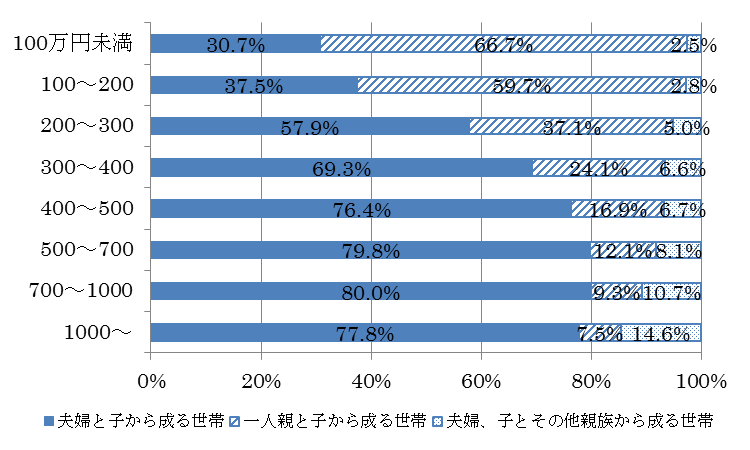 100万円未満 30.7% 66.7% 2.5%
100～200 37.5% 59.7% 2.8%
200～300 57.9% 37.1% 5.0%
300～400 69.3% 24.1% 6.6%
400～500 76.4% 16.9% 6.7%
500～700 79.8% 12.1% 8.1%
700～1000 80.0% 9.3% 10.7%
1000～ 77.8% 7.5% 14.6%
0% 20% 40% 60% 80% 100%
夫婦と子から成る世帯 一人親と子から成る世帯 夫婦、子とその他親族から成る世帯